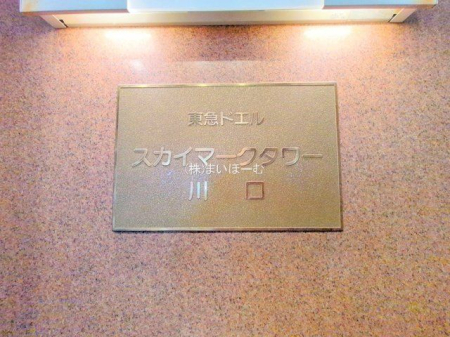 東急ドエル
スカイマークタワー
株)まいほーむ
川口